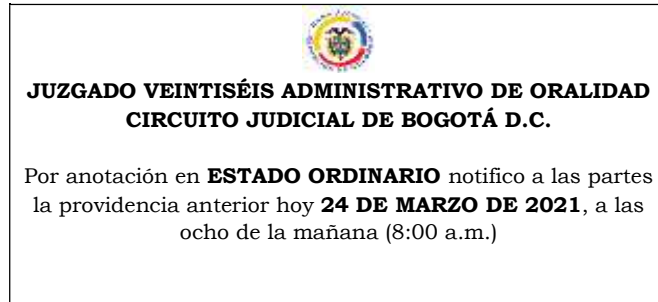 JUZGADO VEINTISÉIS ADMINISTRATIVO DE ORALIDAD
CIRCUITO JUDICIAL DE BOGOTÁ D.C.
Por anotación en ESTADO ORDINARIO notifico a las partes
la providencia anterior hoy 24 DE MARZO DE 2021, a las
ocho de la mañana (8:00 a.m.)